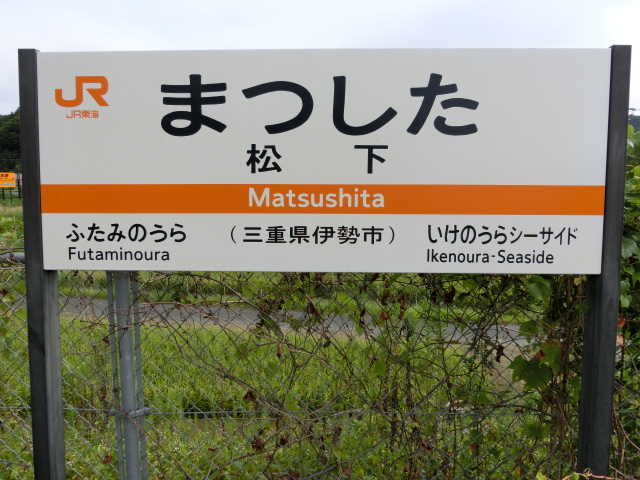 JR
JR東海
まつした
松 下
Matsushita
ふたみのうら
Futaminoura
(三重県伊勢市)
いけのうらシーサイド
Ikenoura-Seaside